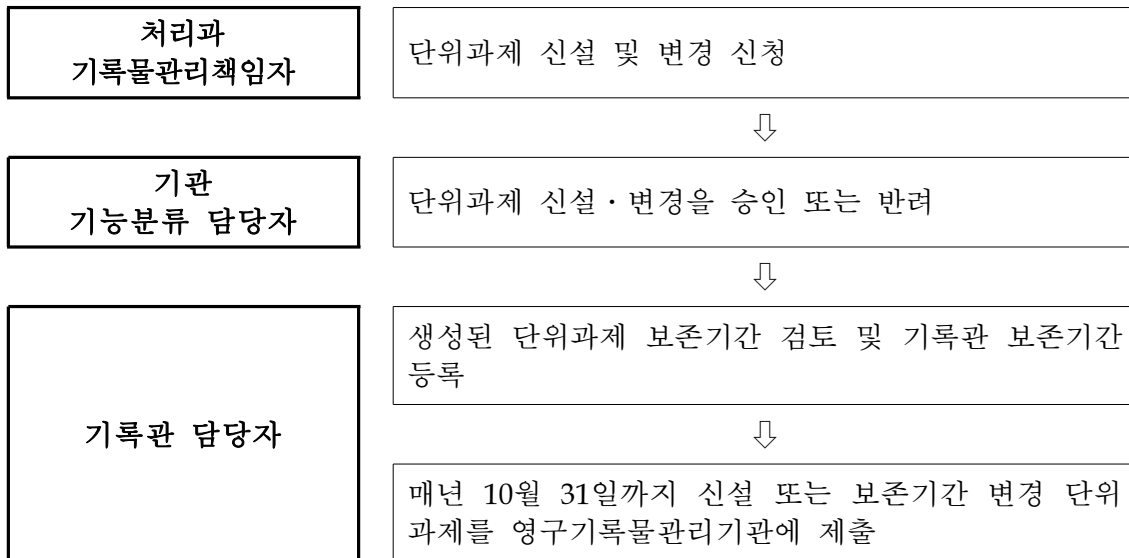 처리과
기록물관리책임자
단위과제 신설 및 변경 신청
⇩
기관
기능분류 담당자
단위과제 신설·변경을 승인 또는 반려
⇩
기록관 담당자
생성된 단위과제 보존기간 검토 및 기록관 보존기간
등록
⇩
매년 10월 31일까지 신설 또는 보존기간 변경 단위
과제를 영구기록물관리기관에 제출